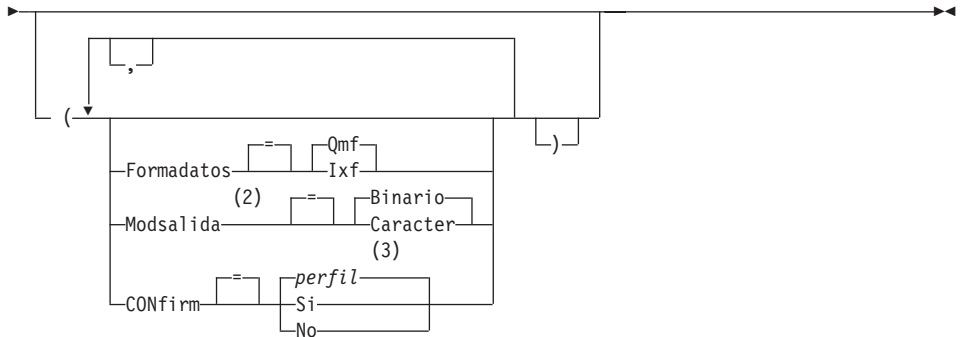 ,
(
)
= Qmf
Formadatos Ixf
(2)
= Binario
Modsalida Caracter
(3)
= perfil
CONfirm Si
No